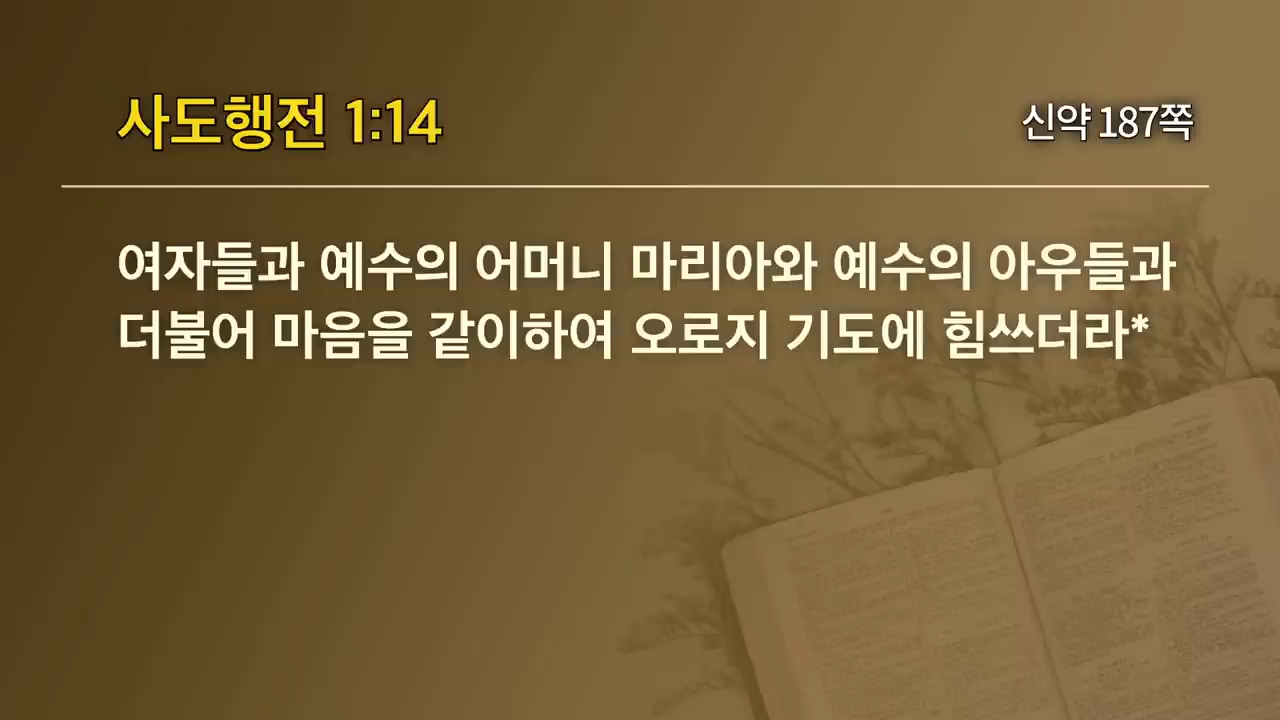 사도행전 1:14
신약 187쪽
여자들과 예수의 어머니 마리아와 예수의 아우들과
더불어 마음을 같이하여 오로지 기도에 힘쓰더라*